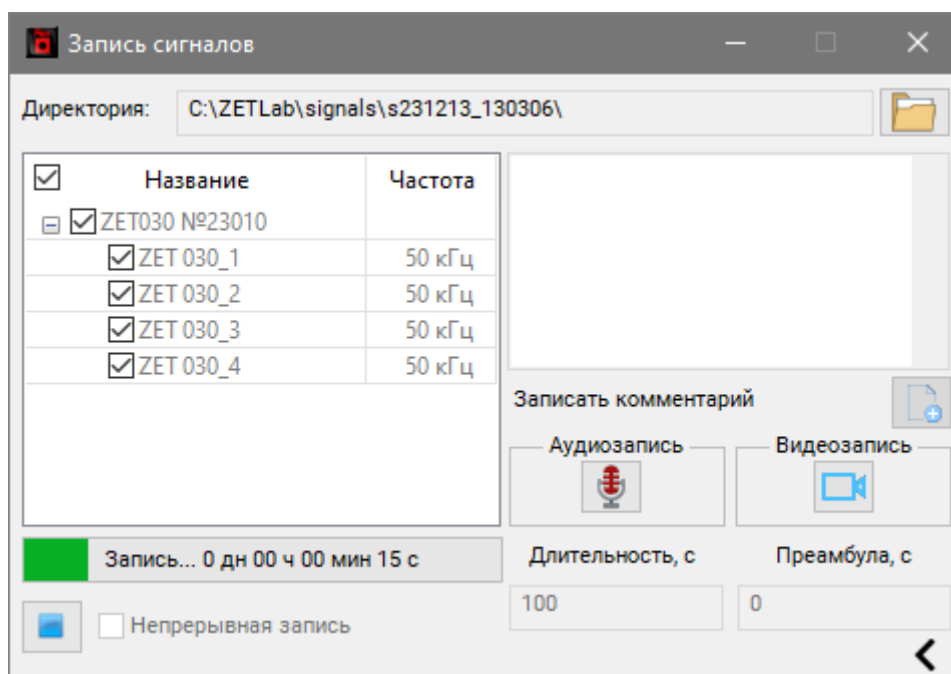 Запись сигналов
Директория: C:\ZETLab\signals\s231213_130306\
Название Частота
ZET030 №23010
ZET 030_1 50 кГц
ZET 030_2 50 кГц
ZET 030_3 50 кГц
ZET 030_4 50 кГц
Записать комментарий
Аудиозапись Видеозапись
Запись... 0 дн 00 ч 00 мин 15 с
Длительность, с Преамбула, с
100 0
Непрерывная запись